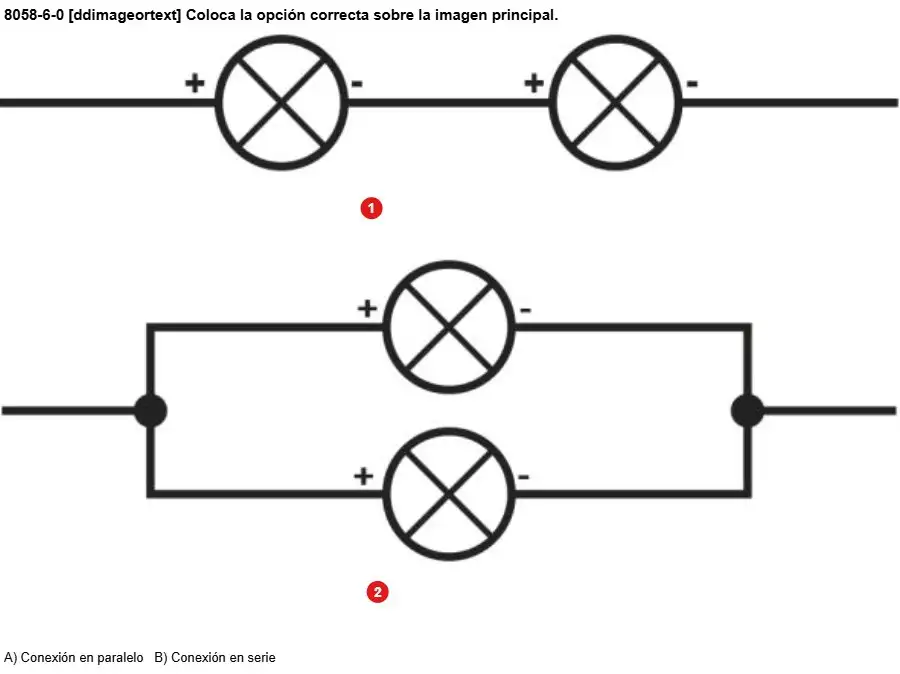 8058-6-0 [ddimageortext] Coloca la opción correcta sobre la imagen principal.
+ - + -
1
+ -
+ -
2
A) Conexión en paralelo B) Conexión en serie